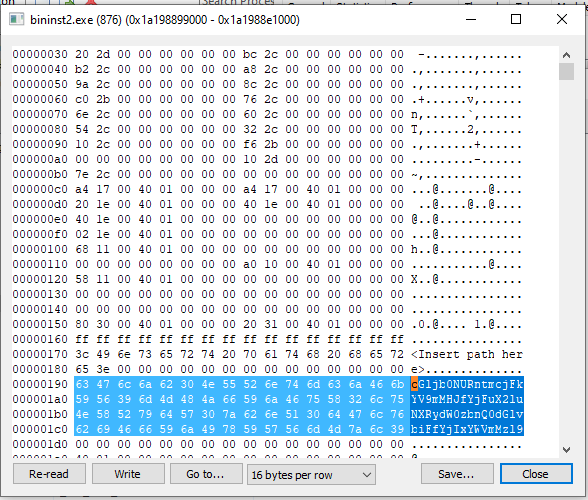 Search Proces
bininst2.exe (876) (0x1a198899000 - 0x1a1988e1000)
00000030 20 2d 00 00 00 00 00 00 bc 2c 00 00 00 00 00 00 -.......,......
00000040 b2 2c 00 00 00 00 00 00 a8 2c 00 00 00 00 00 00 .,.......,......
00000050 9a 2c 00 00 00 00 00 00 8c 2c 00 00 00 00 00 00 .,.......,......
00000060 c0 2b 00 00 00 00 00 00 76 2c 00 00 00 00 00 00 .+......v,......
00000070 6e 2c 00 00 00 00 00 00 60 2c 00 00 00 00 00 00 n,......`,......
00000080 54 2c 00 00 00 00 00 00 32 2c 00 00 00 00 00 00 T,......2,......
00000090 10 2c 00 00 00 00 00 00 f6 2b 00 00 00 00 00 00 .,.......+......
000000a0 00 00 00 00 00 00 00 00 10 2d 00 00 00 00 00 00 .........-......
000000b0 7e 2c 00 00 00 00 00 00 00 00 00 00 00 00 00 00 ~,..............
000000c0 a4 17 00 40 01 00 00 00 a4 17 00 40 01 00 00 00 ...@.......@....
000000d0 20 1e 00 40 01 00 00 00 40 1e 00 40 01 00 00 00 ..@....@..@....
000000e0 40 1e 00 40 01 00 00 00 00 00 00 00 00 00 00 00 @..@............
000000f0 02 1e 00 40 01 00 00 00 00 00 00 00 00 00 00 00 ...@............
00000100 68 11 00 40 01 00 00 00 00 00 00 00 00 00 00 00 h..@............
00000110 00 00 00 00 00 00 00 00 a0 10 00 40 01 00 00 00 ...........@....
00000120 58 11 00 40 01 00 00 00 00 00 00 00 00 00 00 00 X..@............
00000130 00 00 00 00 00 00 00 00 00 00 00 00 00 00 00 00 ................
00000140 00 00 00 00 00 00 00 00 00 00 00 00 00 00 00 00 ................
00000150 80 30 00 40 01 00 00 00 20 31 00 40 01 00 00 00 .0.@.... 1.@....
00000160 ff ff ff ff ff ff ff ff ff ff ff ff ff ff ff ff ................
00000170 3c 49 6e 73 65 72 74 20 70 61 74 68 20 68 65 72 <Insert path her
00000180 65 3e 00 00 00 00 00 00 00 00 00 00 00 00 00 00 e>..............
00000190 63 47 6c 6a 62 30 4e 55 52 6e 74 6d 63 6a 46 6b cGljb0NURntmcjFk
000001a0 59 56 39 6d 4d 48 4a 66 59 6a 46 75 58 32 6c 75 YV9mMHJfYjFuX2lu
000001b0 4e 58 52 79 64 57 30 7a 62 6e 51 30 64 47 6c 76 NXRydW0zbnQ0dGlv
000001c0 62 69 46 66 59 6a 49 78 59 57 56 6d 4d 7a 6c 39 biFfYjIxYWVmMzl9
000001d0 00 00 00 00 00 00 00 00 00 00 00 00 00 00 00 00 ................
Re-read Write Go to... 16 bytes per row Save... Close